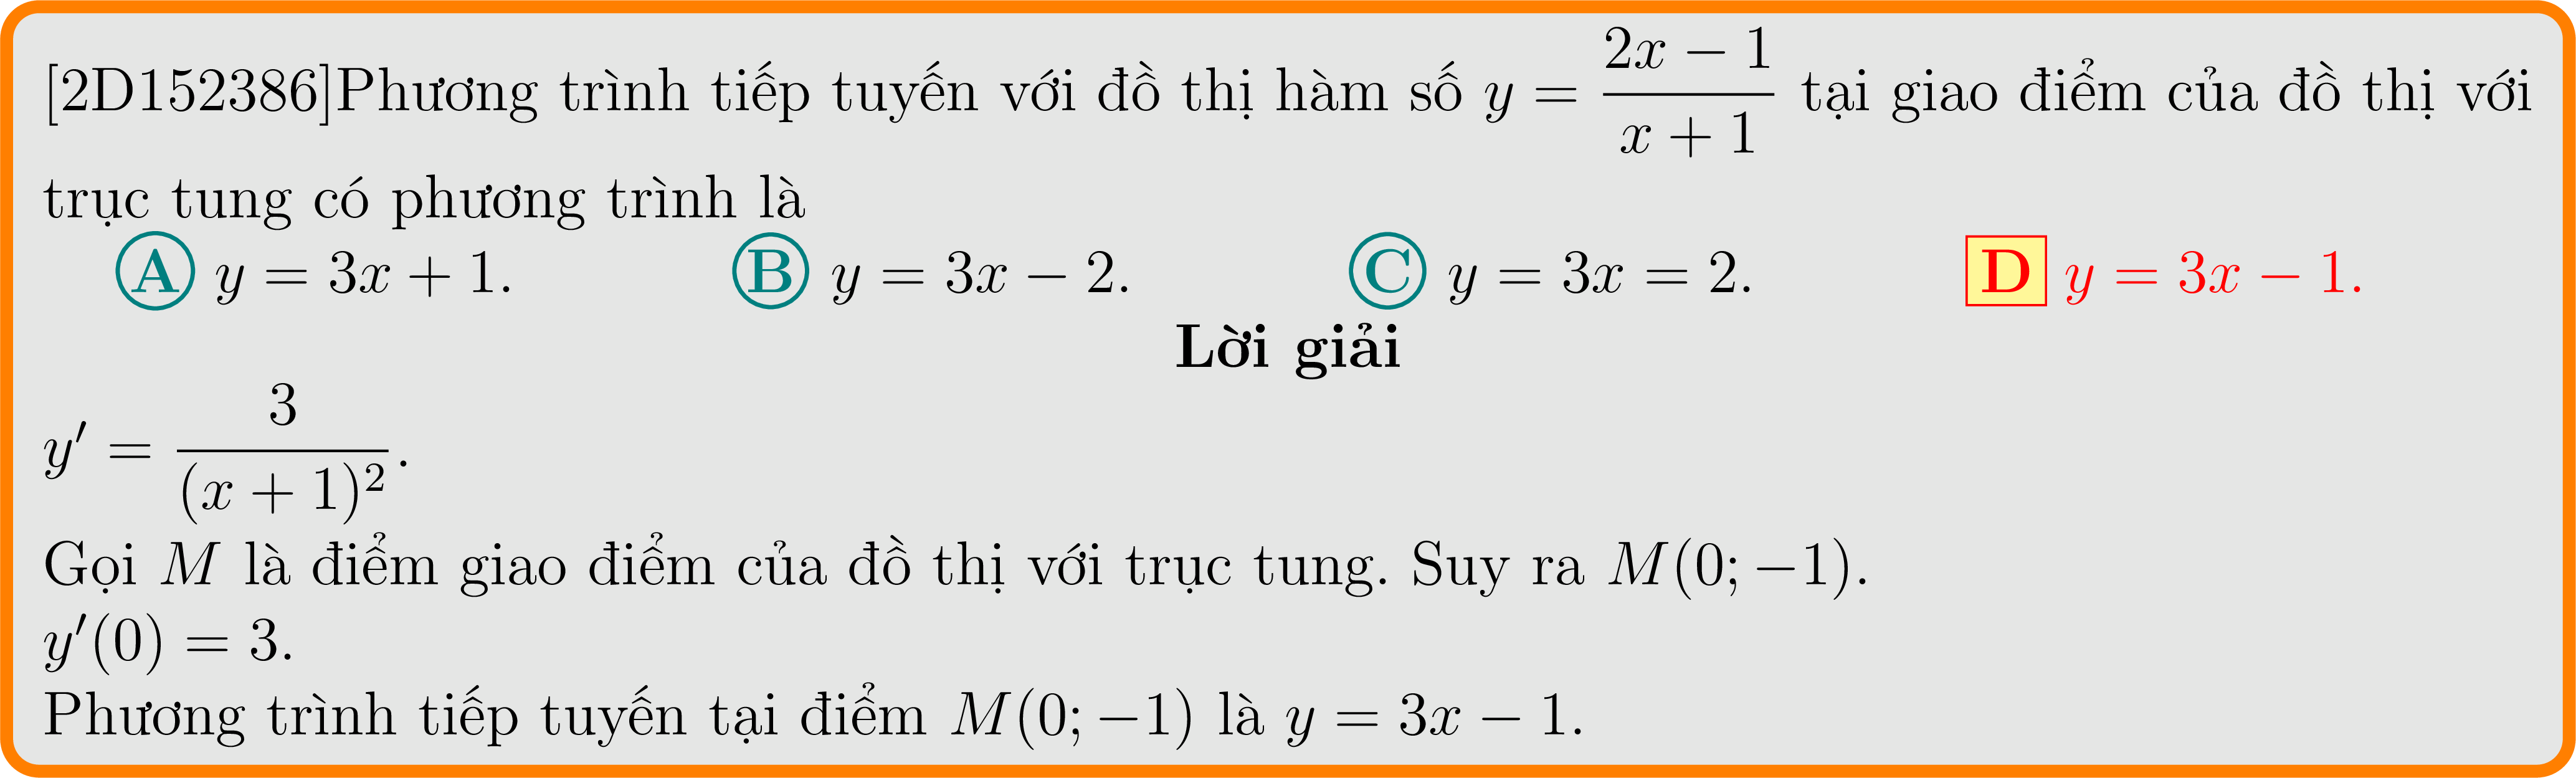 [2D152386]Phương trình tiếp tuyến với đồ thị hàm số y = \frac{2x − 1}{x + 1} tại giao điểm của đồ thị với
trục tung có phương trình là
A y = 3x + 1. B y = 3x − 2. C y = 3x = 2. D y = 3x − 1.
Lời giải
y′ = \frac{3}{(x + 1)^2}.
Gọi M là điểm giao điểm của đồ thị với trục tung. Suy ra M(0; −1).
y′(0) = 3.
Phương trình tiếp tuyến tại điểm M(0; −1) là y = 3x − 1.